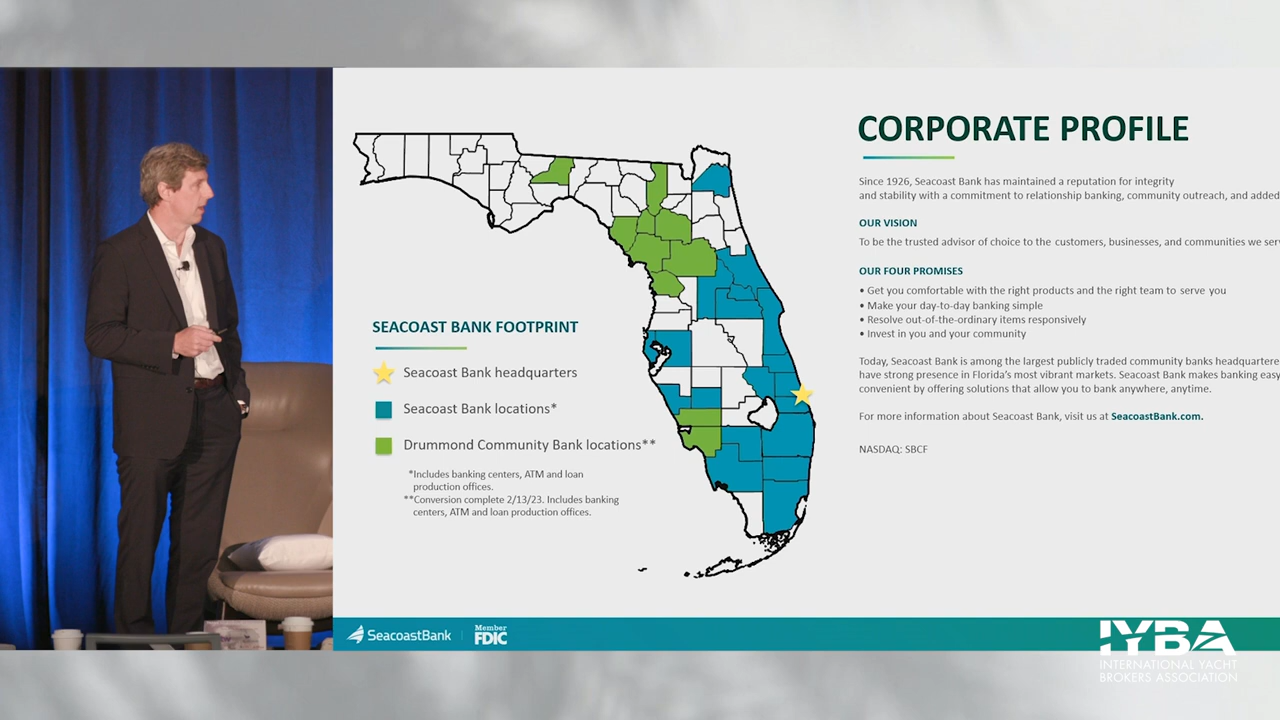 CORPORATE PROFILE
Since 1926, Seacoast Bank has maintained a reputation for integrity
and stability with a commitment to relationship banking, community outreach, and added
OUR VISION
To be the trusted advisor of choice to the customers, businesses, and communities we
OUR FOUR PROMISES
• Get you comfortable with the right products and the right team to serve you
• Make your day-to-day banking simple
• Resolve out-of-the-ordinary items responsively
• Invest in you and your community
Today, Seacoast Bank is among the largest publicly traded community banks headquartere
have strong presence in Florida's most vibrant markets. Seacoast Bank makes banking easy
convenient by offering solutions that allow you to bank anywhere, anytime.
For more information about Seacoast Bank, visit us at SeacoastBank.com.
NASDAQ: SBCF
SEACOAST BANK FOOTPRINT
Seacoast Bank headquarters
Seacoast Bank locations*
Drummond Community Bank locations**
*Includes banking centers, ATM and loan
production offices.
**Conversion complete 2/13/23. Includes banking
centers, ATM and loan production offices.
SeacoastBank
Member
FDIC
IYBA
INTERNATIONAL YACHT
BROKERS ASSOCIATION